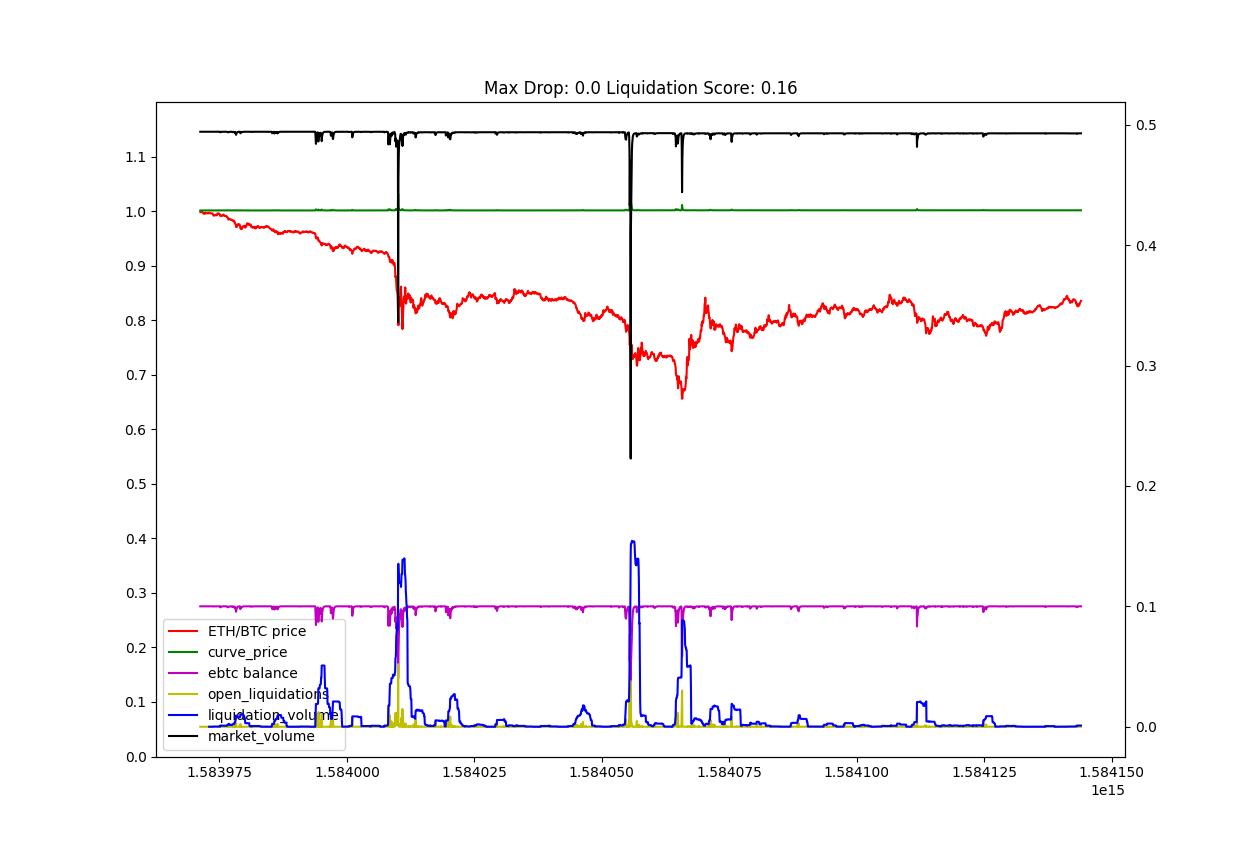 Max Drop: 0.0 Liquidation Score: 0.16
1.1
1.0
0.9
0.8
0.7
0.6
0.5
0.4
0.3
0.2
0.1
0.0
0.5
0.4
0.3
0.2
0.1
0.0
ETH/BTC price
curve_price
ebtc balance
open_liquidations
liquidation_volume
market_volume
1.583975 1.584000 1.584025 1.584050 1.584075 1.584100 1.584125 1.584150
1e15